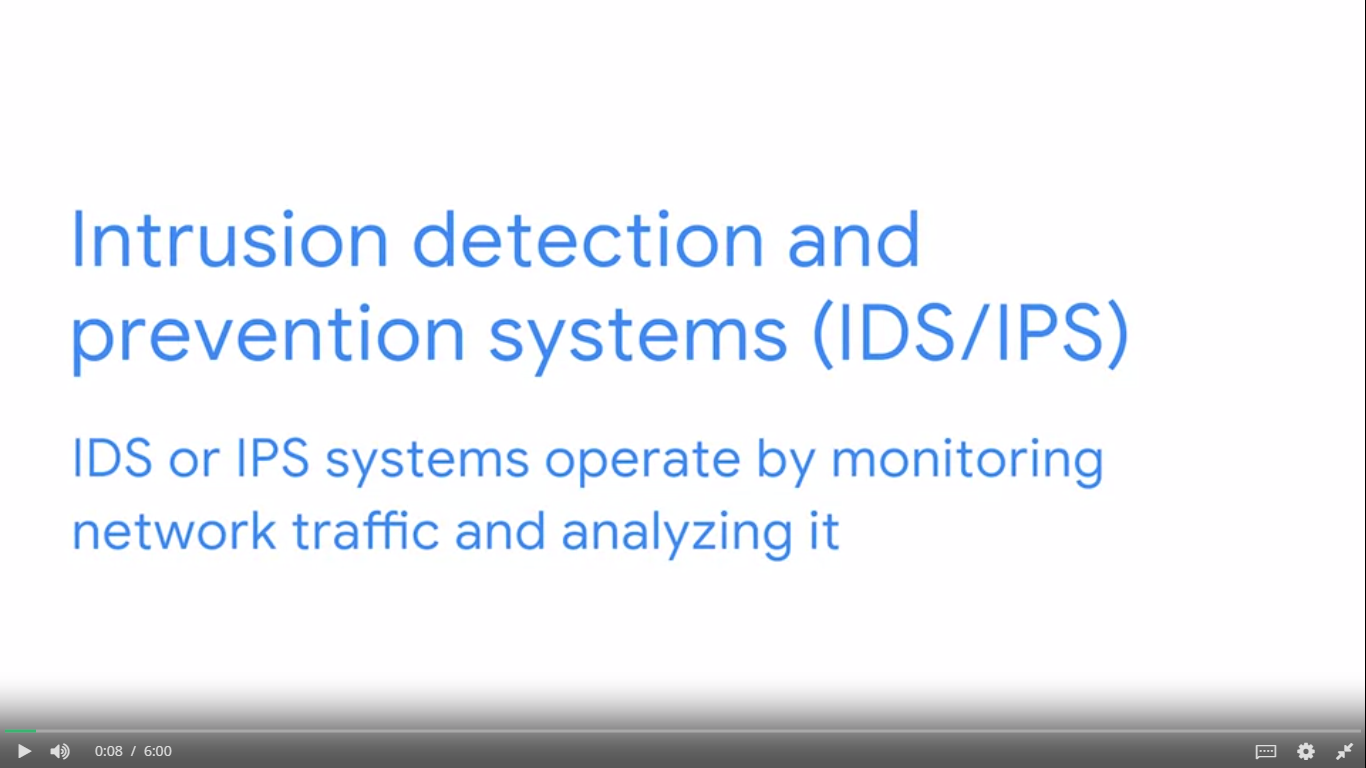 Intrusion detection and
prevention systems (IDS/IPS)
IDS or IPS systems operate by monitoring
network traffic and analyzing it
0:08 / 6:00